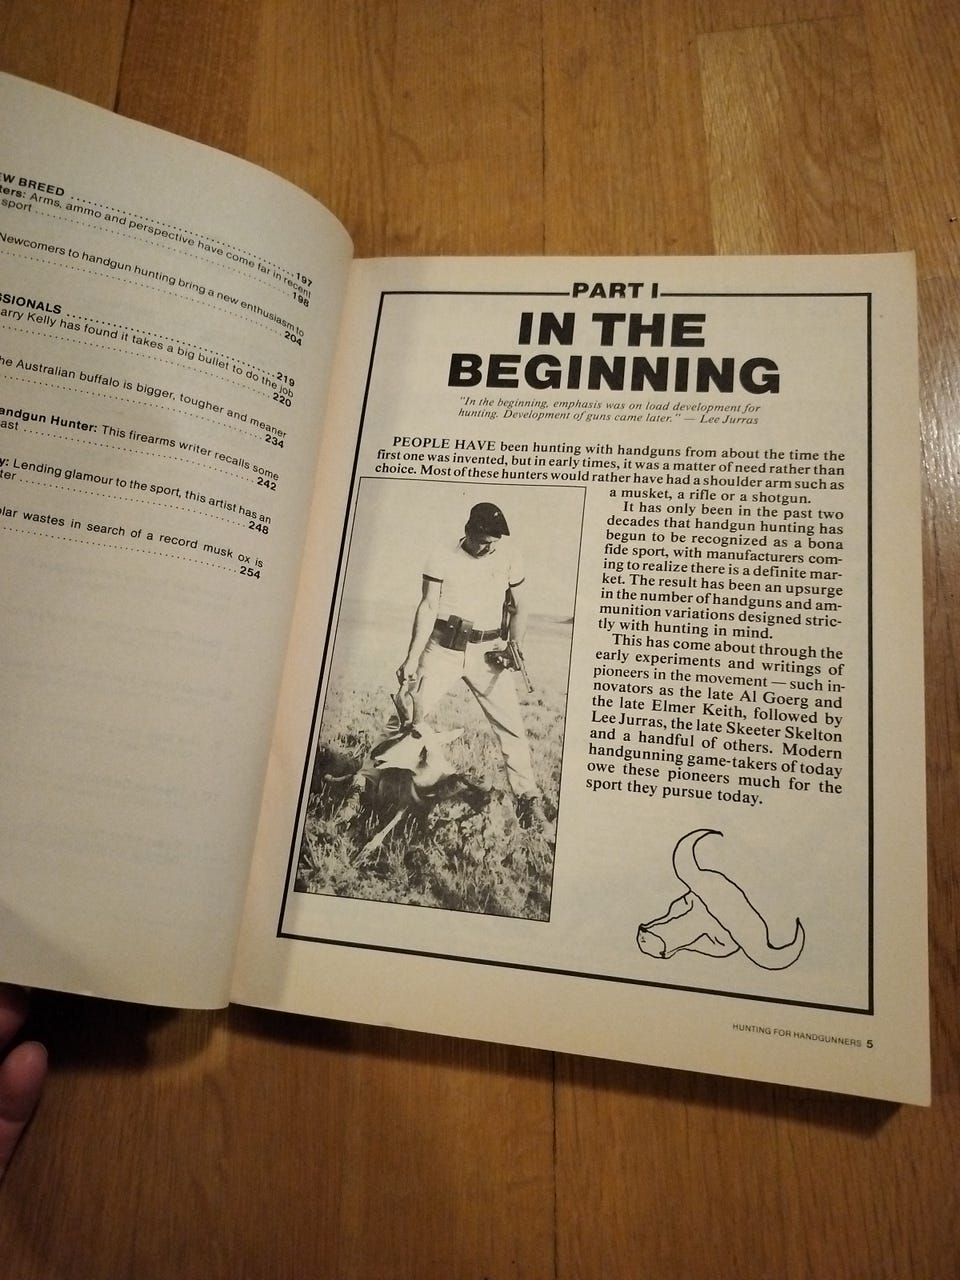 EW BREED ........ 197
ters: Arms, ammo and perspective have come far in recent
sport ........ 198
Newcomers to handgun hunting bring a new enthusiasm to
........ 204
SSIONALS ........ 219
arry Kelly has found it takes a big bullet to do the job
........ 220
he Australian buffalo is bigger, tougher and meaner
........ 234
andgun Hunter: This firearms writer recalls some
ast ........ 242
y: Lending glamour to the sport, this artist has an
ter ........ 248
olar wastes in search of a record musk ox is
........ 254
PART I
IN THE
BEGINNING
"In the beginning, emphasis was on load development for
hunting. Development of guns came later." — Lee Jurras
PEOPLE HAVE been hunting with handguns from about the time the
first one was invented, but in early times, it was a matter of need rather than
choice. Most of these hunters would rather have had a shoulder arm such as
a musket, a rifle or a shotgun.
It has only been in the past two
decades that handgun hunting has
begun to be recognized as a bona
fide sport, with manufacturers com-
ing to realize there is a definite mar-
ket. The result has been an upsurge
in the number of handguns and am-
munition variations designed stric-
tly with hunting in mind.
This has come about through the
early experiments and writings of
pioneers in the movement — such in-
novators as the late Al Goerg and
the late Elmer Keith, followed by
Lee Jurras, the late Skeeter Skelton
and a handful of others. Modern
handgunning game-takers of today
owe these pioneers much for the
sport they pursue today.
HUNTING FOR HANDGUNNERS 5